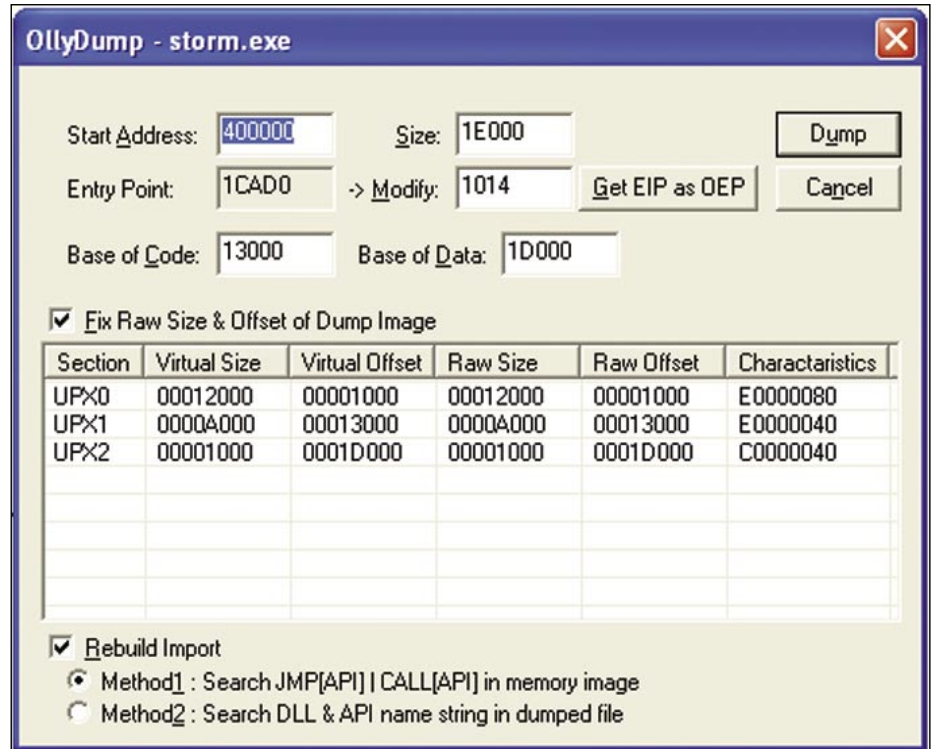 OllyDump - storm.exe
Start Address: 400000 Size: 1E000 Dump
Entry Point: 1CAD0 -> Modify: 1014 Get EIP as OEP Cancel
Base of Code: 13000 Base of Data: 1D000
Fix Raw Size & Offset of Dump Image
Section Virtual Size Virtual Offset Raw Size Raw Offset Charactaristics
UPX0 00012000 00001000 00012000 00001000 E0000080
UPX1 0000A000 00013000 0000A000 00013000 E0000040
UPX2 00001000 0001D000 00001000 0001D000 C0000040
Rebuild Import
Method1 : Search JMP[API] | CALL[API] in memory image
Method2 : Search DLL & API name string in dumped file